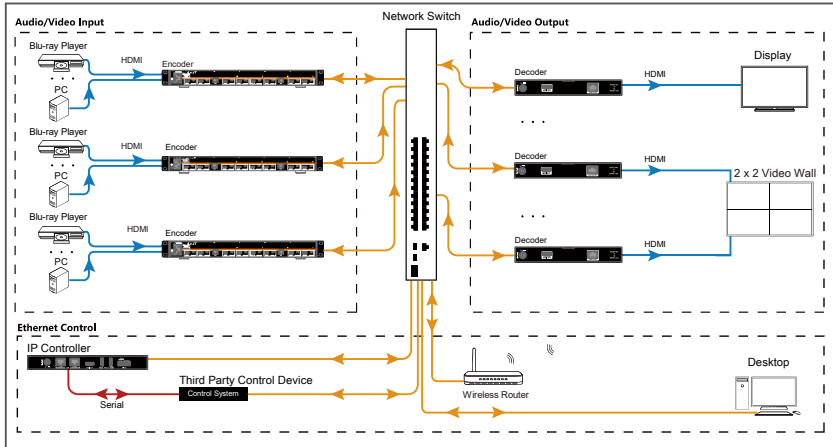 Audio/Video Input
Network Switch
Audio/Video Output
Blu-ray Player
HDMI
Encoder
PC
Blu-ray Player
HDMI
Encoder
PC
Blu-ray Player
HDMI
Encoder
PC
Decoder
HDMI
Display
Decoder
HDMI
2 x 2 Video Wall
Decoder
HDMI
Ethernet Control
IP Controller
Third Party Control Device
Control System
Serial
Wireless Router
Desktop